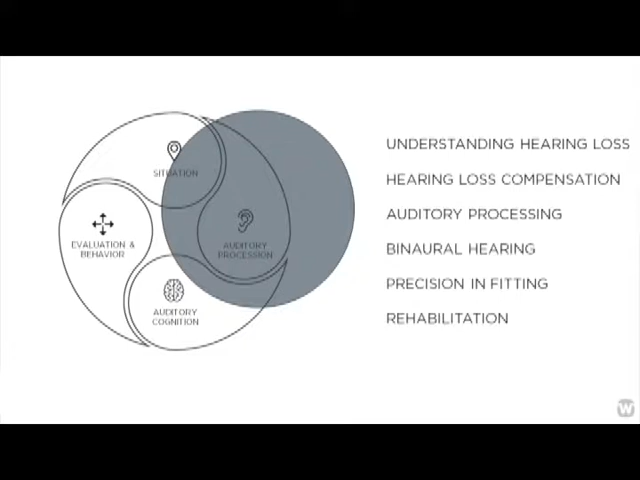 SITUATION
EVALUATION &
BEHAVIOR
AUDITORY
PROCESSION
AUDITORY
COGNITION
UNDERSTANDING HEARING LOSS
HEARING LOSS COMPENSATION
AUDITORY PROCESSING
BINAURAL HEARING
PRECISION IN FITTING
REHABILITATION
W